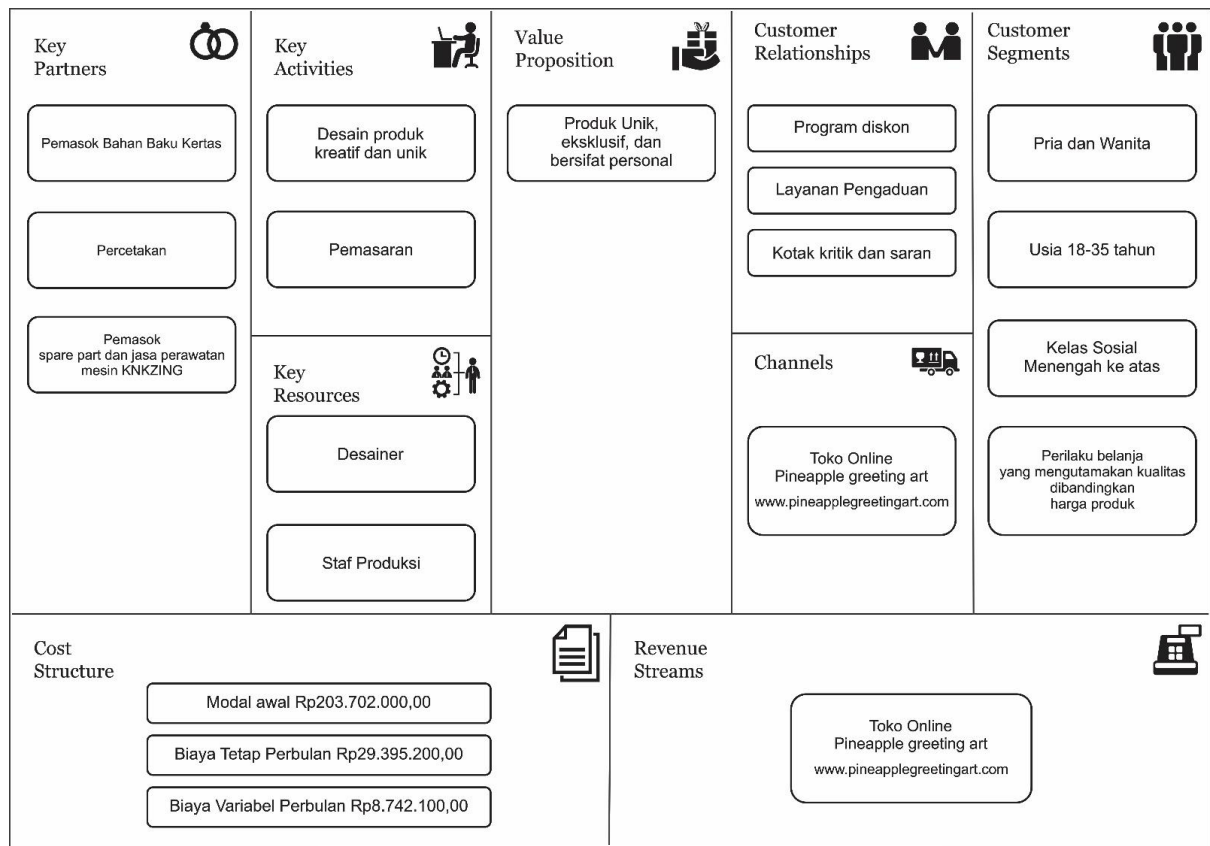 Key
Partners
Pemasok Bahan Baku Kertas
Percetakan
Pemasok
spare part dan jasa perawatan
mesin KNKZING
Key
Activities
Desain produk
kreatif dan unik
Pemasaran
Key
Resources
Desainer
Staf Produksi
Value
Proposition
Produk Unik,
eksklusif, dan
bersifat personal
Customer
Relationships
Program diskon
Layanan Pengaduan
Kotak kritik dan saran
Channels
Toko Online
Pineapple greeting art
www.pineapplegreetingart.com
Customer
Segments
Pria dan Wanita
Usia 18-35 tahun
Kelas Sosial
Menengah ke atas
Perilaku belanja
yang mengutamakan kualitas
dibandingkan
harga produk
Cost
Structure
Modal awal Rp203.702.000,00
Biaya Tetap Perbulan Rp29.395.200,00
Biaya Variabel Perbulan Rp8.742.100,00
Revenue
Streams
Toko Online
Pineapple greeting art
www.pineapplegreetingart.com